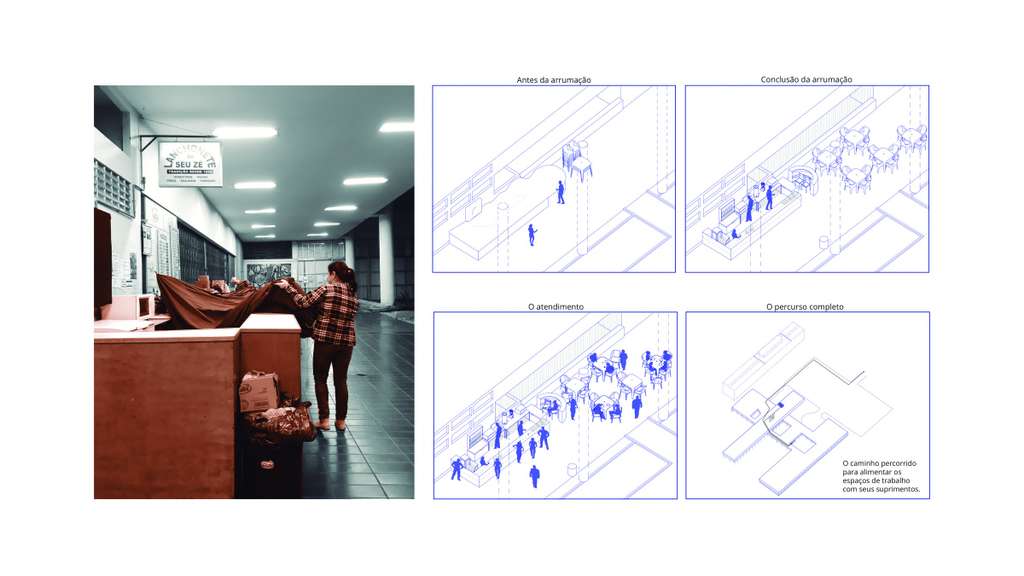 LANCHONETE
SEU ZE
Antes da arrumação
Conclusão da arrumação
O atendimento
O percurso completo
O caminho percorrido
para alimentar os
espaços de trabalho
com seus suprimentos.